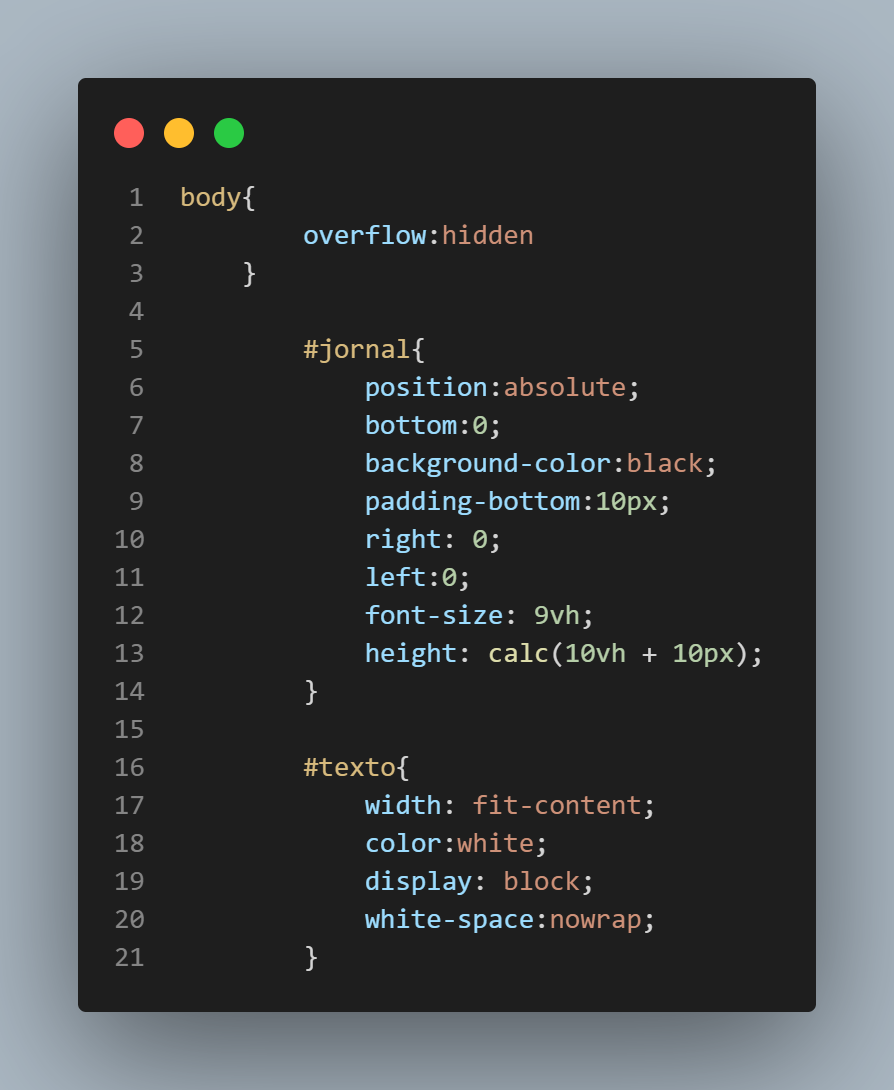 1 body{
2         overflow:hidden
3     }
4
5         #jornal{
6             position:absolute;
7             bottom:0;
8             background-color:black;
9             padding-bottom:10px;
10             right: 0;
11             left:0;
12             font-size: 9vh;
13             height: calc(10vh + 10px);
14         }
15
16         #texto{
17             width: fit-content;
18             color:white;
19             display: block;
20             white-space:nowrap;
21         }